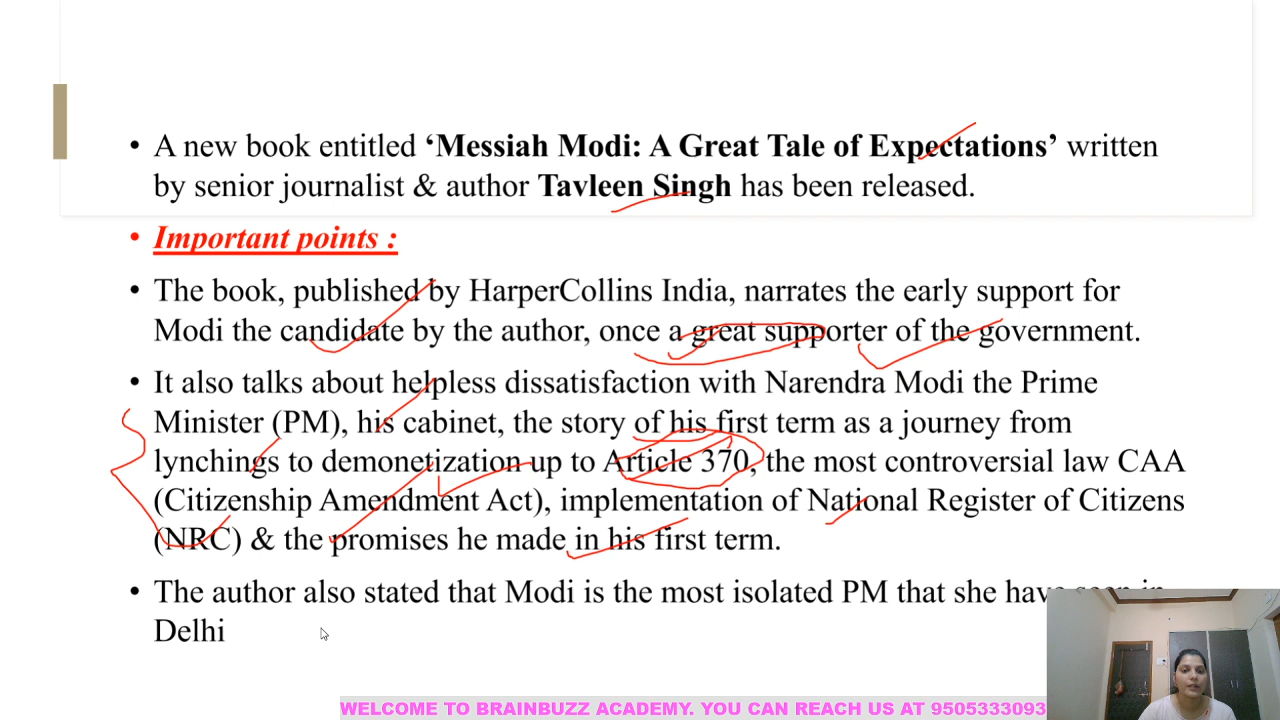 • A new book entitled ‘Messiah Modi: A Great Tale of Expectations’ written
by senior journalist & author Tavleen Singh has been released.
• Important points :
• The book, published by HarperCollins India, narrates the early support for
Modi the candidate by the author, once a great supporter of the government.
• It also talks about helpless dissatisfaction with Narendra Modi the Prime
Minister (PM), his cabinet, the story of his first term as a journey from
lynchings to demonetization up to Article 370, the most controversial law CAA
(Citizenship Amendment Act), implementation of National Register of Citizens
(NRC) & the promises he made in his first term.
• The author also stated that Modi is the most isolated PM that she have seen in
Delhi
WELCOME TO BRAINBUZZ ACADEMY. YOU CAN REACH US AT 9505333093